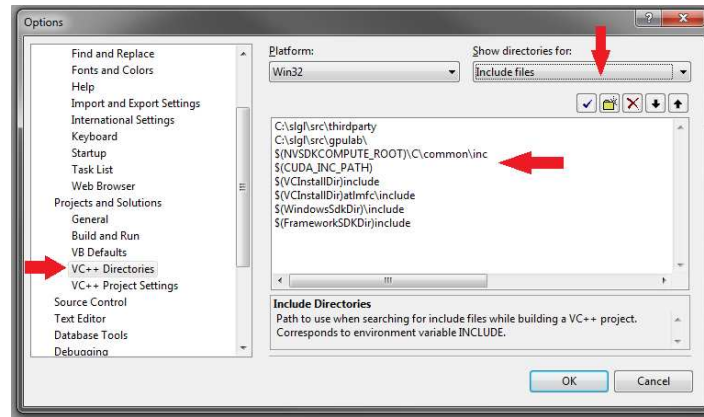 Options
Find and Replace
Fonts and Colors
Help
Import and Export Settings
International Settings
Keyboard
Startup
Task List
Web Browser
Projects and Solutions
General
Build and Run
VB Defaults
VC++ Directories
VC++ Project Settings
Source Control
Text Editor
Database Tools
Debugging
Platform:
Win32
Show directories for:
Include files
C:\slgl\src\thirdparty
C:\slgl\src\gpulab\
$(NVSDKCOMPUTE_ROOT)\C\common\inc
$(CUDA_INC_PATH)
$(VCInstallDir)include
$(VCInstallDir)atlmfc\include
$(WindowsSdkDir)\include
$(FrameworkSDKDir)include
Include Directories
Path to use when searching for include files while building a VC++ project.
Corresponds to environment variable INCLUDE.
OK
Cancel